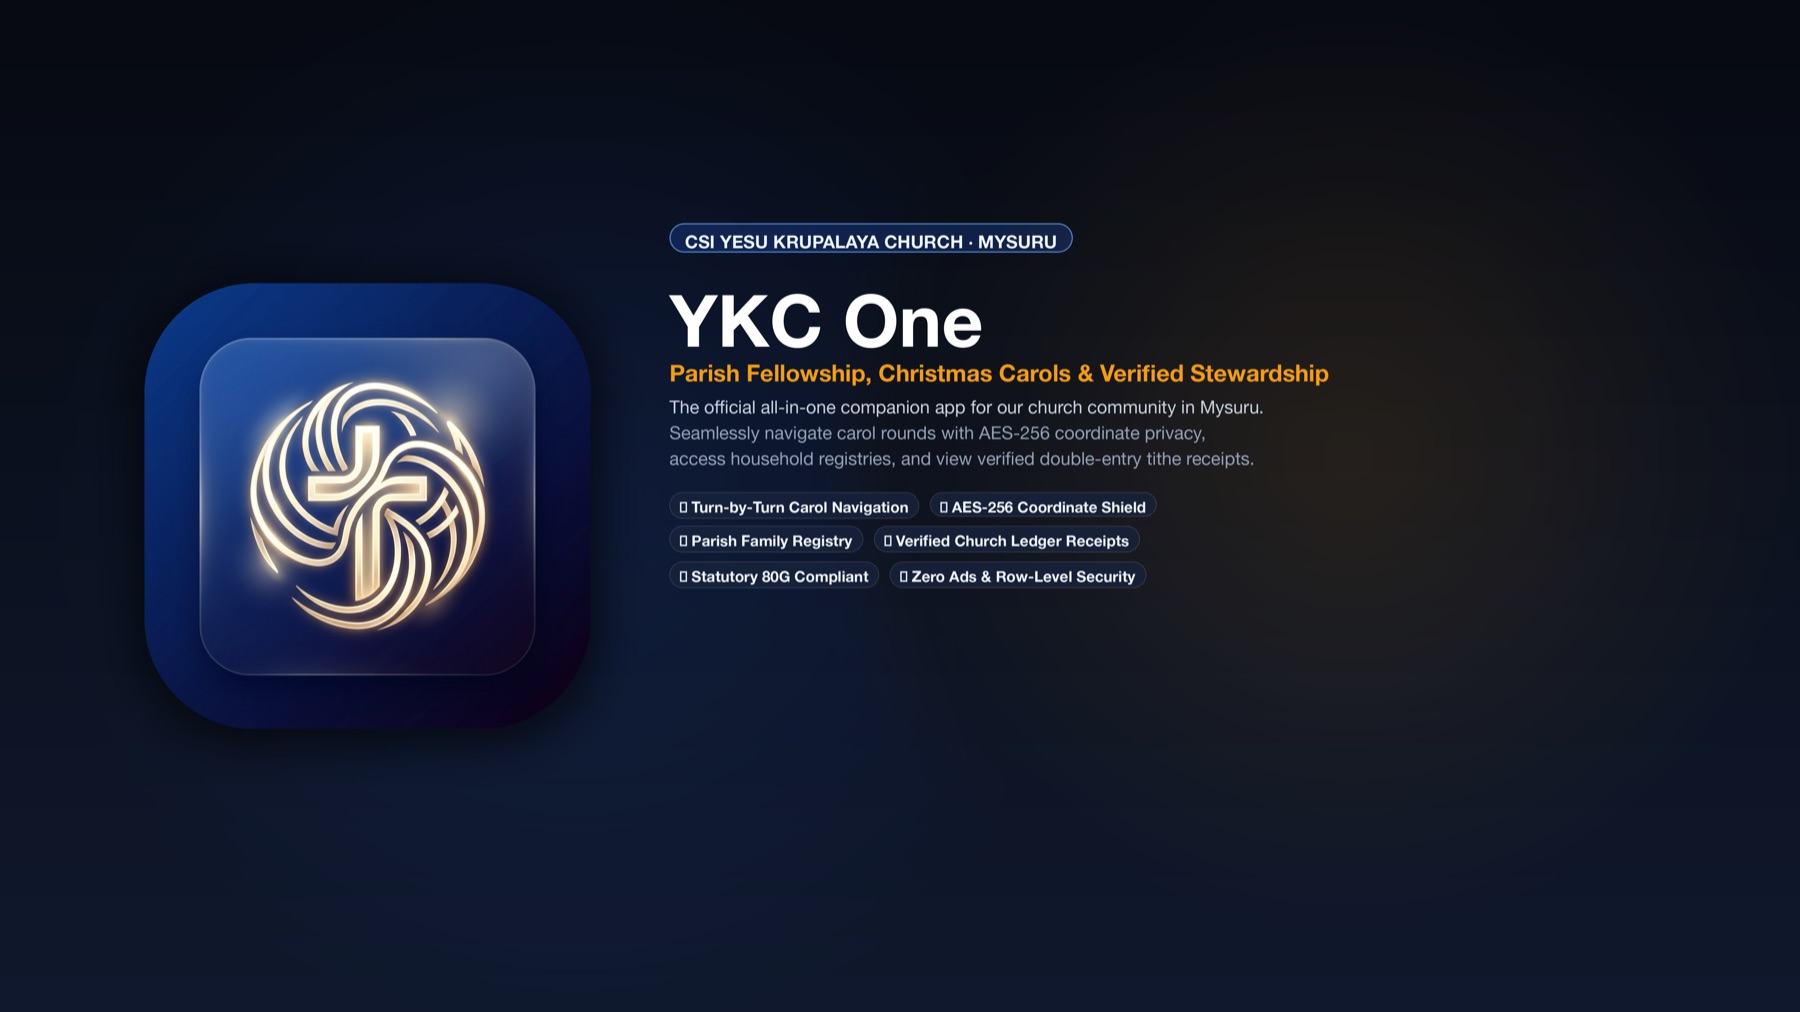 CSI YESU KRUPALAYA CHURCH · MYSURU
YKC One
Parish Fellowship, Christmas Carols & Verified Stewardship
The official all-in-one companion app for our church community in Mysuru.
Seamlessly navigate carol rounds with AES-256 coordinate privacy,
access household registries, and view verified double-entry tithe receipts.
▯ Turn-by-Turn Carol Navigation ▯ AES-256 Coordinate Shield
▯ Parish Family Registry ▯ Verified Church Ledger Receipts
▯ Statutory 80G Compliant ▯ Zero Ads & Row-Level Security